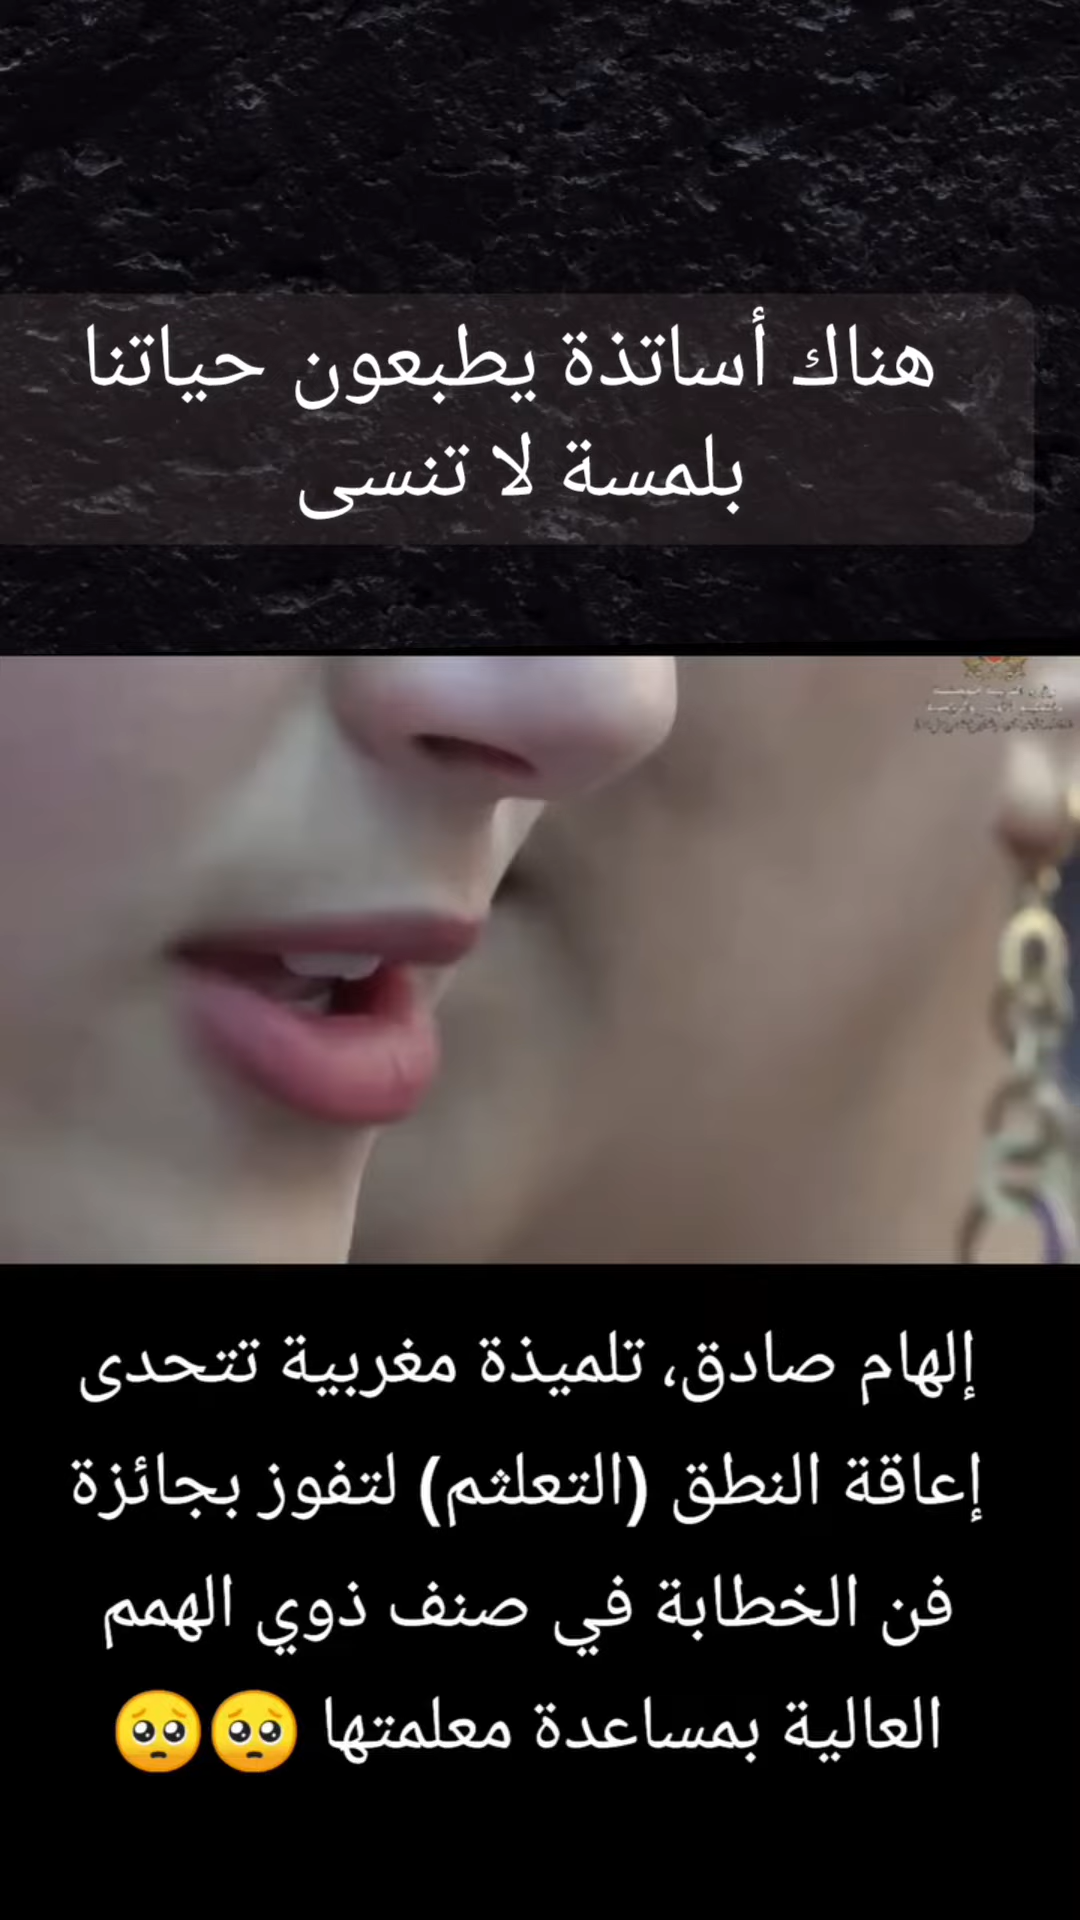 هناك أساتذة يطبعون حياتنا
بلمسة لا تنسى
إلهام صادق، تلميذة مغربية تتحدى
إعاقة النطق (التعلثم) لتفوز بجائزة
فن الخطابة في صنف ذوي الهمم
العالية بمساعدة معلمتها 🥺🥺